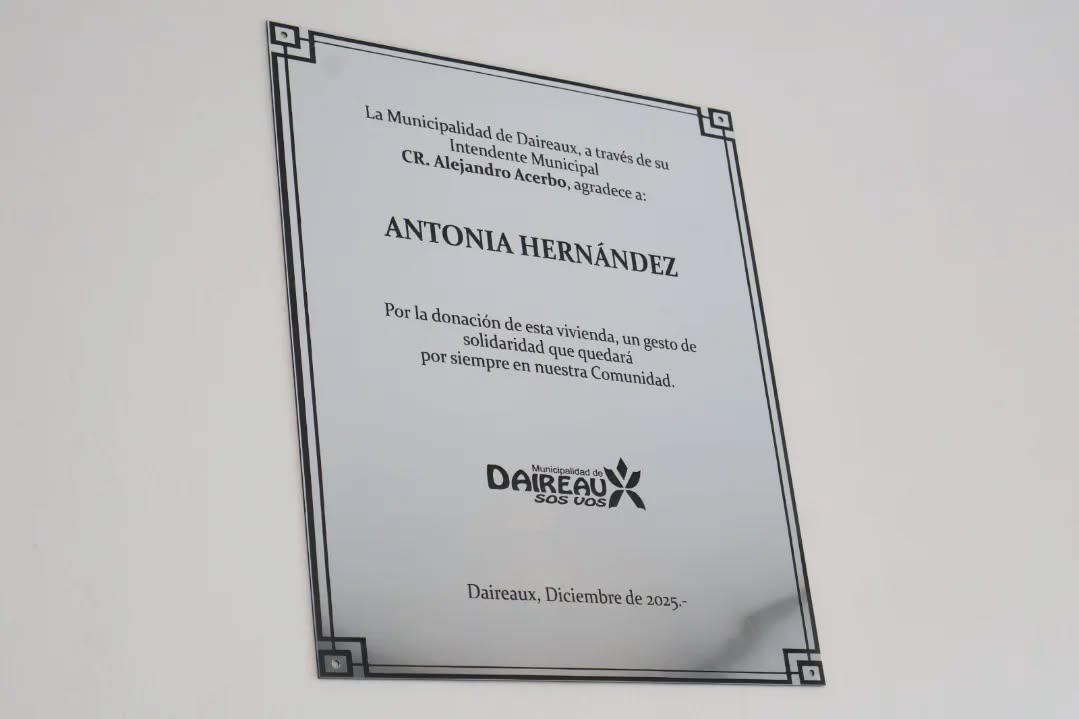 La Municipalidad de Daireaux, a través de su
Intendente Municipal
CR. Alejandro Acerbo, agradece a:
ANTONIA HERNÁNDEZ
Por la donación de esta vivienda, un gesto de
solidaridad que quedará
por siempre en nuestra Comunidad.
Municipalidad de
DAIREAUX
SOS VOS
Daireaux, Diciembre de 2025.-